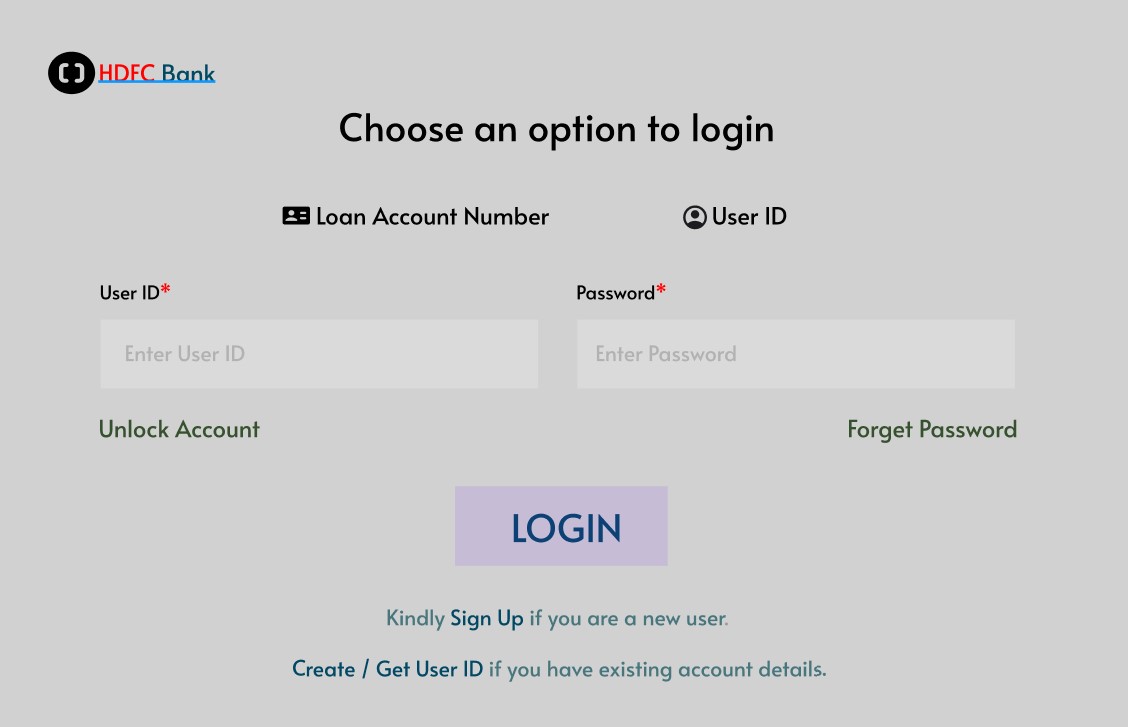 HDFC Bank
Choose an option to login
Loan Account Number
User ID
User ID*
Password*
Enter User ID
Enter Password
Unlock Account
Forget Password
LOGIN
Kindly Sign Up if you are a new user.
Create / Get User ID if you have existing account details.